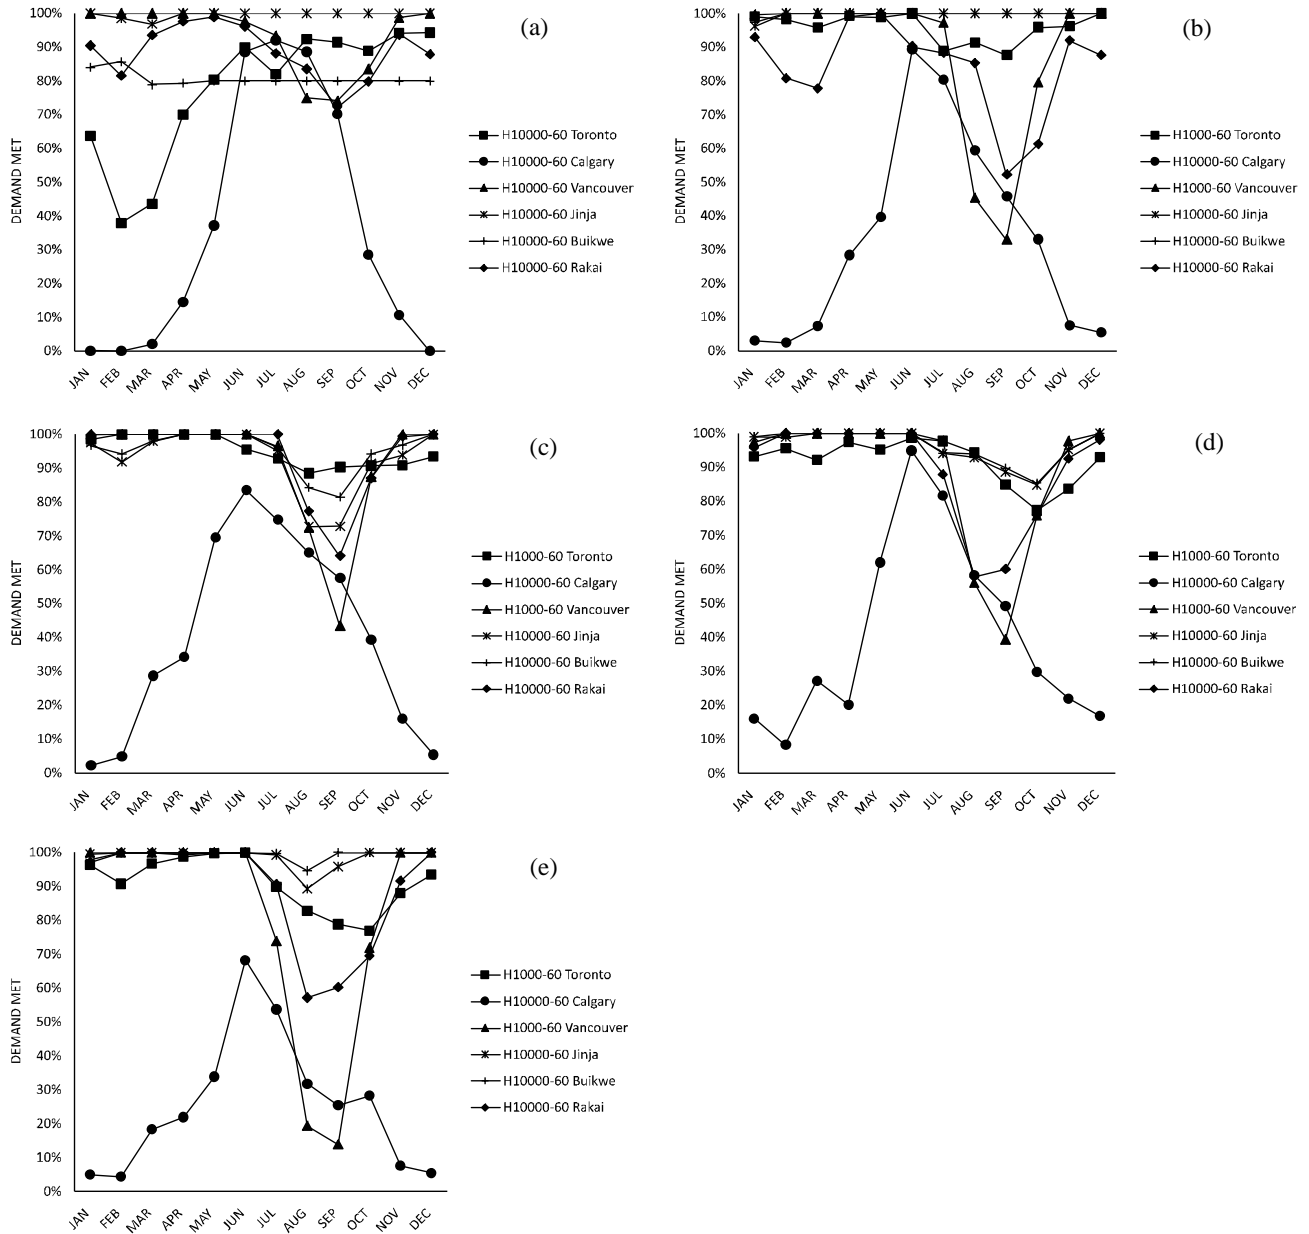 (a)
DEMAND MET
100%
90%
80%
70%
60%
50%
40%
30%
20%
10%
0%
JAN FEB MAR APR MAY JUN JUL AUG SEP OCT NOV DEC
H10000-60 Toronto
H10000-60 Calgary
H10000-60 Vancouver
H10000-60 Jinja
H10000-60 Buikwe
H10000-60 Rakai
(b)
DEMAND MET
100%
90%
80%
70%
60%
50%
40%
30%
20%
10%
0%
JAN FEB MAR APR MAY JUN JUL AUG SEP OCT NOV DEC
H1000-60 Toronto
H10000-60 Calgary
H1000-60 Vancouver
H10000-60 Jinja
H10000-60 Buikwe
H10000-60 Rakai
(c)
DEMAND MET
100%
90%
80%
70%
60%
50%
40%
30%
20%
10%
0%
JAN FEB MAR APR MAY JUN JUL AUG SEP OCT NOV DEC
H1000-60 Toronto
H10000-60 Calgary
H1000-60 Vancouver
H10000-60 Jinja
H10000-60 Buikwe
H10000-60 Rakai
(d)
DEMAND MET
100%
90%
80%
70%
60%
50%
40%
30%
20%
10%
0%
JAN FEB MAR APR MAY JUN JUL AUG SEP OCT NOV DEC
H1000-60 Toronto
H10000-60 Calgary
H1000-60 Vancouver
H10000-60 Jinja
H10000-60 Buikwe
H10000-60 Rakai
(e)
DEMAND MET
100%
90%
80%
70%
60%
50%
40%
30%
20%
10%
0%
JAN FEB MAR APR MAY JUN JUL AUG SEP OCT NOV DEC
H1000-60 Toronto
H10000-60 Calgary
H1000-60 Vancouver
H10000-60 Jinja
H10000-60 Buikwe
H10000-60 Rakai